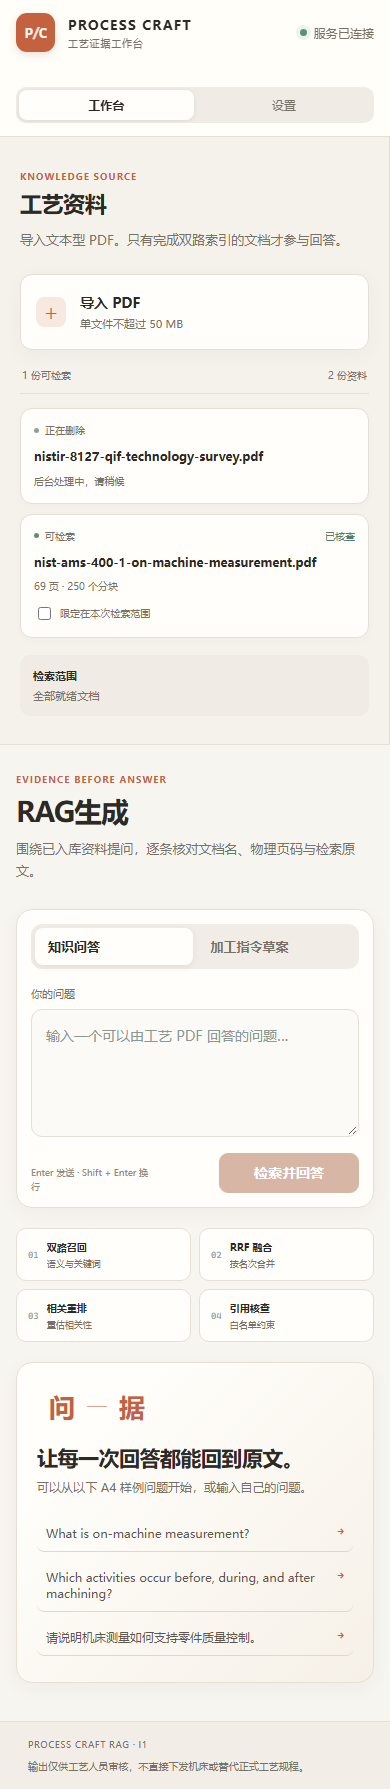 P/C
PROCESS CRAFT
工艺证据工作台
服务已连接
工作台
设置
KNOWLEDGE SOURCE
工艺资料
导入文本型 PDF。只有完成双路索引的文档才参与回答。
+
导入 PDF
单文件不超过 50 MB
1 份可检索
2 份资料
正在删除
nistir-8127-qif-technology-survey.pdf
后台处理中，请稍候
可检索
已核查
nist-ams-400-1-on-machine-measurement.pdf
69 页 · 250 个分块
限定在本次检索范围
检索范围
全部就绪文档
EVIDENCE BEFORE ANSWER
RAG生成
围绕已入库资料提问，逐条核对文档名、物理页码与检索原
文。
知识问答
加工指令草案
你的问题
输入一个可以由工艺 PDF 回答的问题...
Enter 发送 · Shift + Enter 换
行
检索并回答
01
双路召回
语义与关键词
02
RRF 融合
按名次合并
03
相关重排
重估相关性
04
引用核查
白名单约束
问 — 据
让每一次回答都能回到原文。
可以从以下 A4 样例问题开始，或输入自己的问题。
What is on-machine measurement? →
Which activities occur before, during, and after →
machining?
请说明机床测量如何支持零件质量控制。 →
PROCESS CRAFT RAG · I1
输出仅供工艺人员审核，不直接下发机床或替代正式工艺规程。